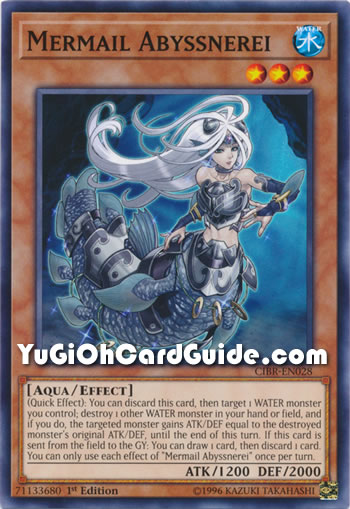 MERMAIL ABYSSNEREI
WATER
水
YuGiOhCardGuide.com
CIBR-EN028
[AQUA/EFFECT]
(Quick Effect): You can discard this card, then target 1 WATER monster
you control; destroy 1 other WATER monster in your hand or field, and
if you do, the targeted monster gains ATK/DEF equal to the destroyed
monster's original ATK/DEF, until the end of this turn. If this card is
sent from the field to the GY: You can draw 1 card, then discard 1 card.
You can only use each effect of "Mermail Abyssnerei" once per turn.
ATK/1200 DEF/2000
71133680 1st Edition ©1996 KAZUKI TAKAHASHI